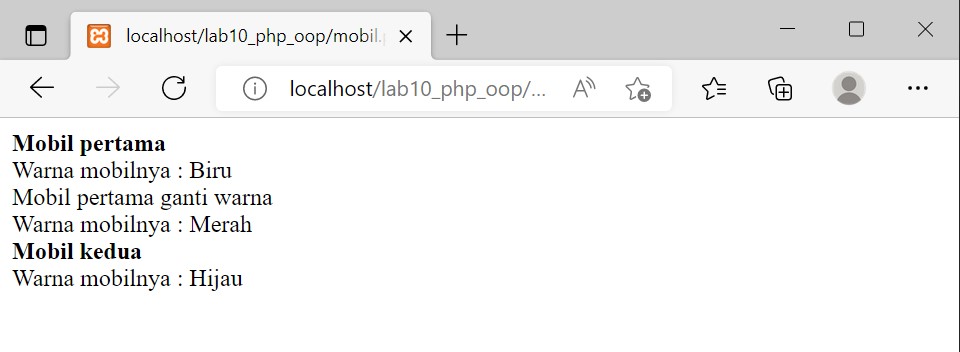 localhost/lab10_php_oop/mobil.
localhost/lab10_php_oop/...
Mobil pertama
Warna mobilnya : Biru
Mobil pertama ganti warna
Warna mobilnya : Merah
Mobil kedua
Warna mobilnya : Hijau